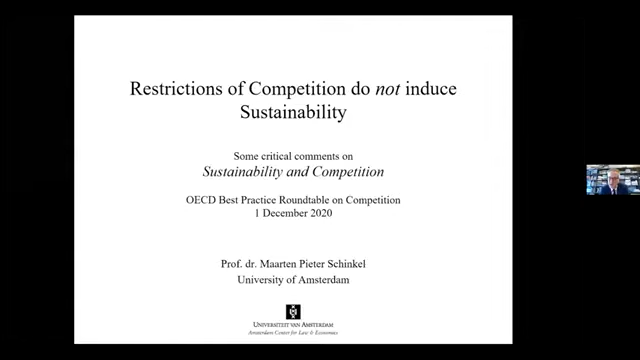 Restrictions of Competition do not induce
Sustainability
Some critical comments on
Sustainability and Competition
OECD Best Practice Roundtable on Competition
1 December 2020
Prof. dr. Maarten Pieter Schinkel
University of Amsterdam
UNIVERSITEIT VAN AMSTERDAM
Amsterdam Center for Law & Economics